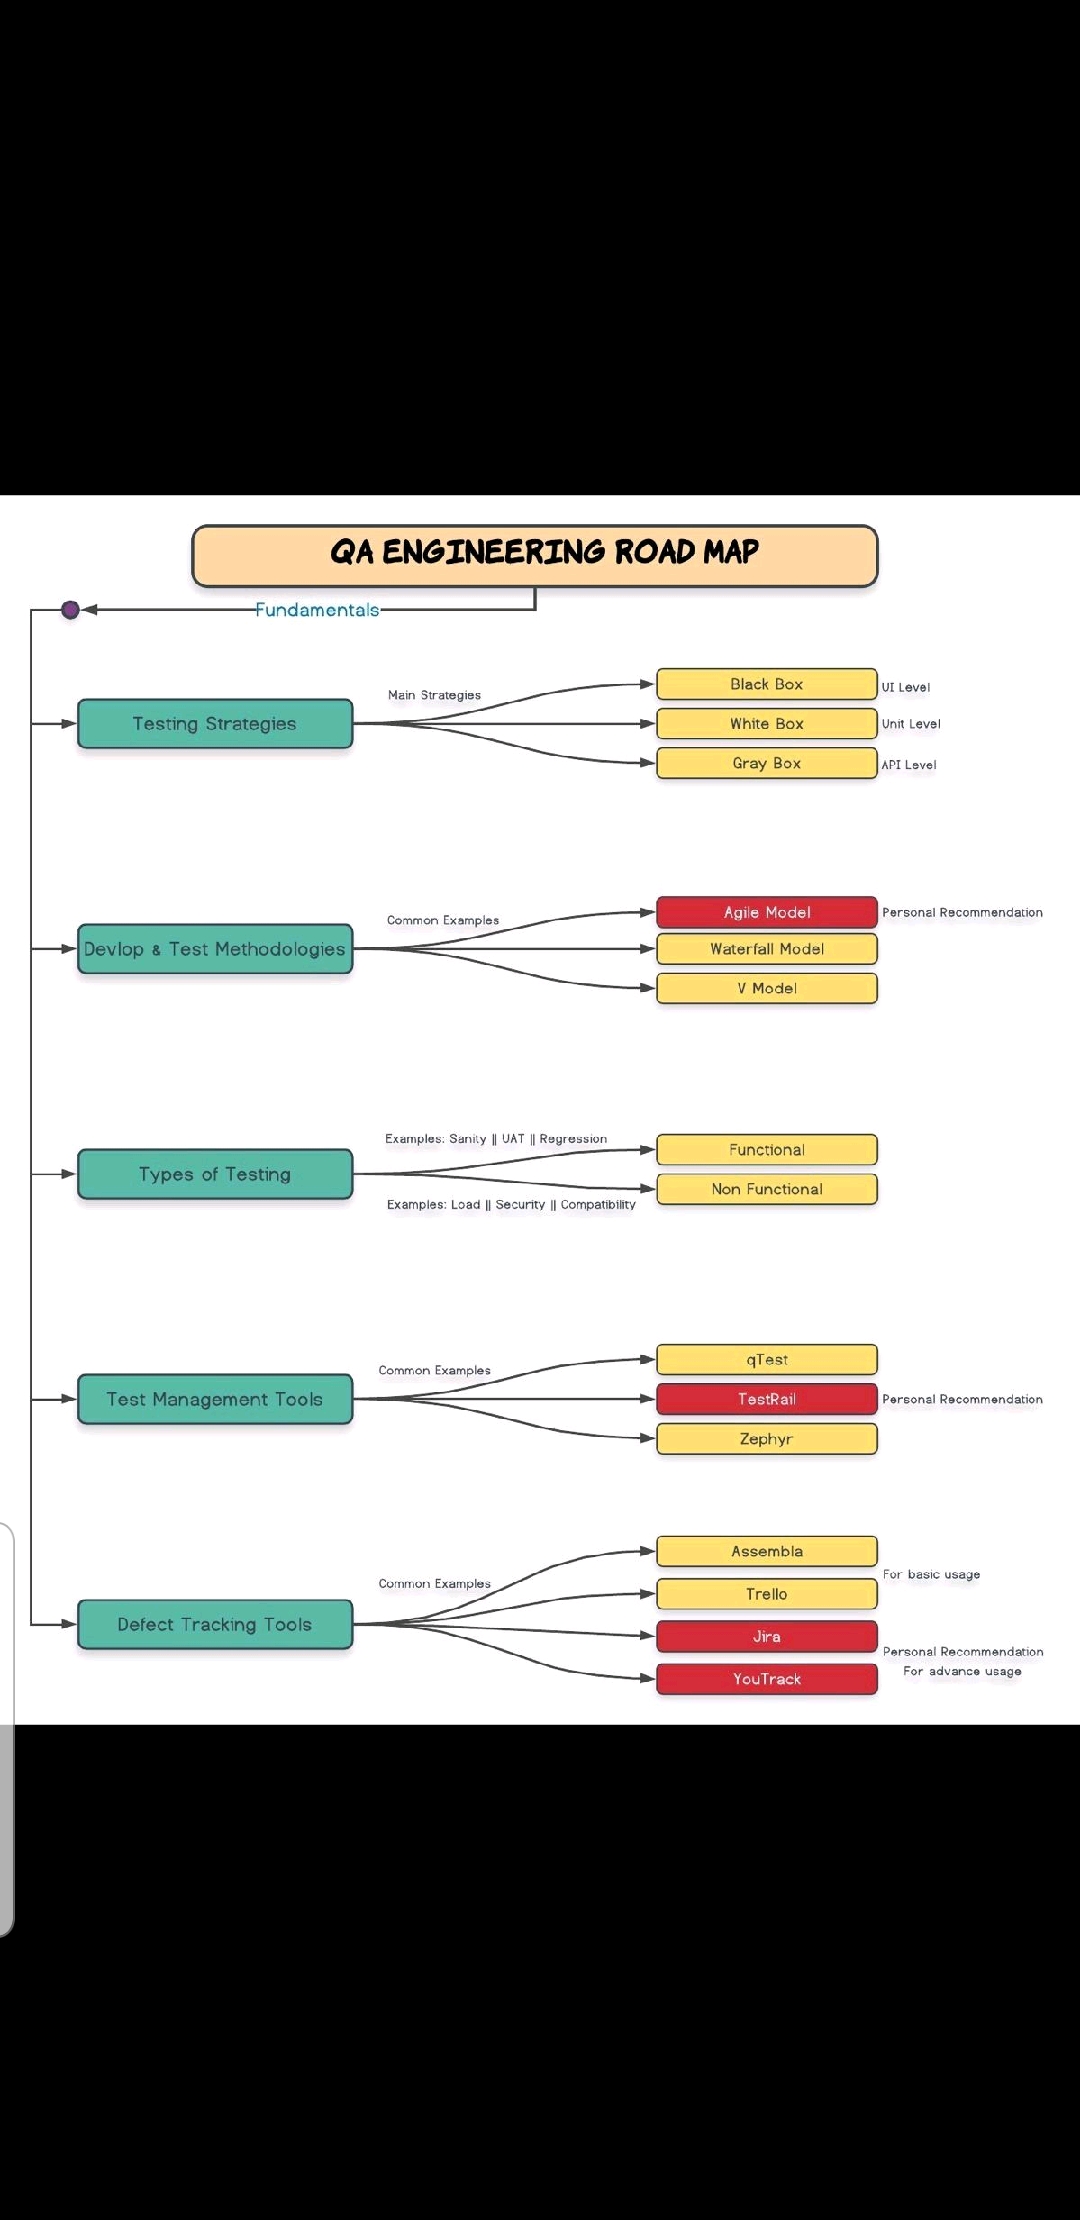 QA ENGINEERING ROAD MAP
Fundamentals
Testing Strategies
Main Strategies
Black Box
UI Level
White Box
Unit Level
Gray Box
API Level
Devlop & Test Methodologies
Common Examples
Agile Model
Personal Recommendation
Waterfall Model
V Model
Types of Testing
Examples: Sanity || UAT || Regression
Functional
Non Functional
Examples: Load || Security || Compatibility
Test Management Tools
Common Examples
qTest
TestRail
Personal Recommendation
Zephyr
Defect Tracking Tools
Common Examples
Assembla
For basic usage
Trello
Jira
Personal Recommendation
For advance usage
YouTrack